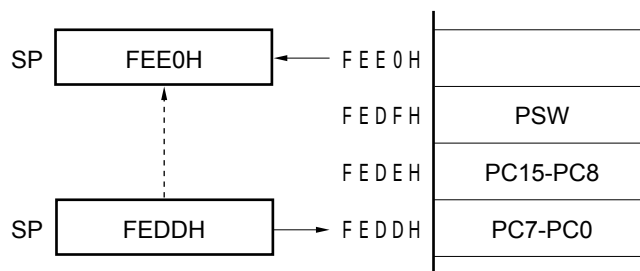 SP FEE0H FEE0H
FEDFH PSW
FEDEH PC15-PC8
SP FEDDH FEDDH PC7-PC0